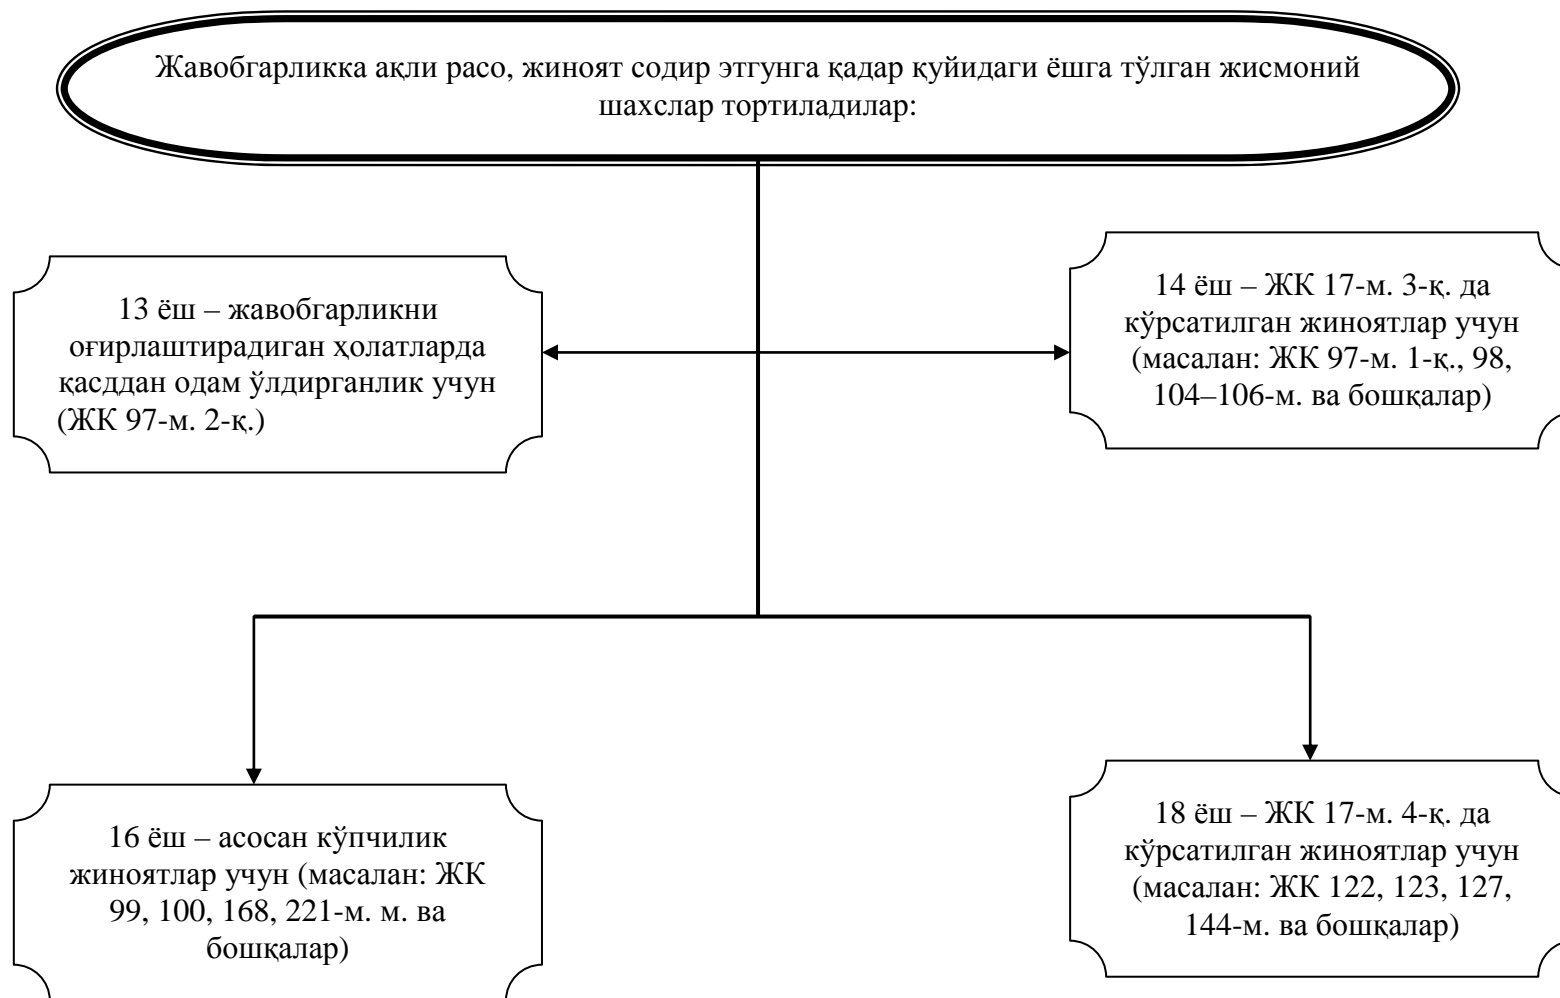 Жавобгарликка ақли расо, жиноят содир этгунга қадар қуйидаги ёшга тўлган жисмоний
шахслар тортиладилар:
13 ёш – жавобгарликни
оғирлаштирадиган ҳолатларда
қасддан одам ўлдирганлик учун
(ЖК 97-м. 2-қ.)
14 ёш – ЖК 17-м. 3-қ. да
кўрсатилган жиноятлар учун
(масалан: ЖК 97-м. 1-қ., 98,
104–106-м. ва бошқалар)
16 ёш – асосан кўпчилик
жиноятлар учун (масалан: ЖК
99, 100, 168, 221-м. м. ва
бошқалар)
18 ёш – ЖК 17-м. 4-қ. да
кўрсатилган жиноятлар учун
(масалан: ЖК 122, 123, 127,
144-м. ва бошқалар)